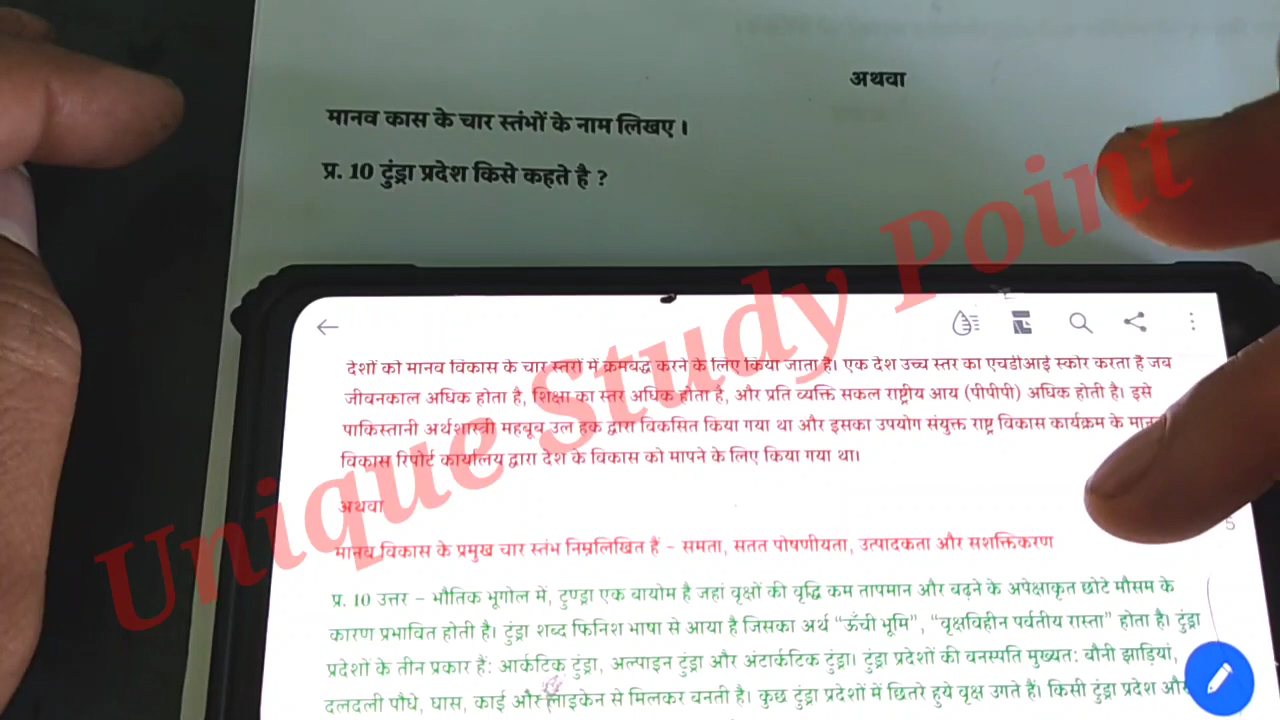 अथवा
मानव कास के चार स्तंभों के नाम लिखए ।
प्र. 10 टुंड्रा प्रदेश किसे कहते है ?
देशों को मानव विकास के चार स्तरों में क्रमबद्ध करने के लिए किया जाता है। एक देश उच्च स्तर का एचडीआई स्कोर करता है जब
जीवनकाल अधिक होता है, शिक्षा का स्तर अधिक होता है, और प्रति व्यक्ति सकल राष्ट्रीय आय (पीपीपी) अधिक होती है। इसे
पाकिस्तानी अर्थशास्त्री महबूब उल हक द्वारा विकसित किया गया था और इसका उपयोग संयुक्त राष्ट्र विकास कार्यक्रम के मानव
विकास रिपोर्ट कार्यालय द्वारा देश के विकास को मापने के लिए किया गया था।
अथवा
5
मानव विकास के प्रमुख चार स्तंभ निम्नलिखित हैं - समता, सतत पोषणीयता, उत्पादकता और सशक्तिकरण
प्र. 10 उत्तर – भौतिक भूगोल में, टुण्ड्रा एक बायोम है जहां वृक्षों की वृद्धि कम तापमान और बढ़ने के अपेक्षाकृत छोटे मौसम के
कारण प्रभावित होती है। टुंड्रा शब्द फिनिश भाषा से आया है जिसका अर्थ “ऊँची भूमि”, “वृक्षविहीन पर्वतीय रास्ता” होता है। टुंड्रा
प्रदेशों के तीन प्रकार हैं: आर्कटिक टुंड्रा, अल्पाइन टुंड्रा और अंटार्कटिक टुंड्रा। टुंड्रा प्रदेशों की वनस्पति मुख्यत: बौनी झाड़ियां,
दलदली पौधे, घास, काई और लाइकेन से मिलकर बनती है। कुछ टुंड्रा प्रदेशों में छितरे हुये वृक्ष उगते हैं। किसी टुंड्रा प्रदेश और
Unique Study Point